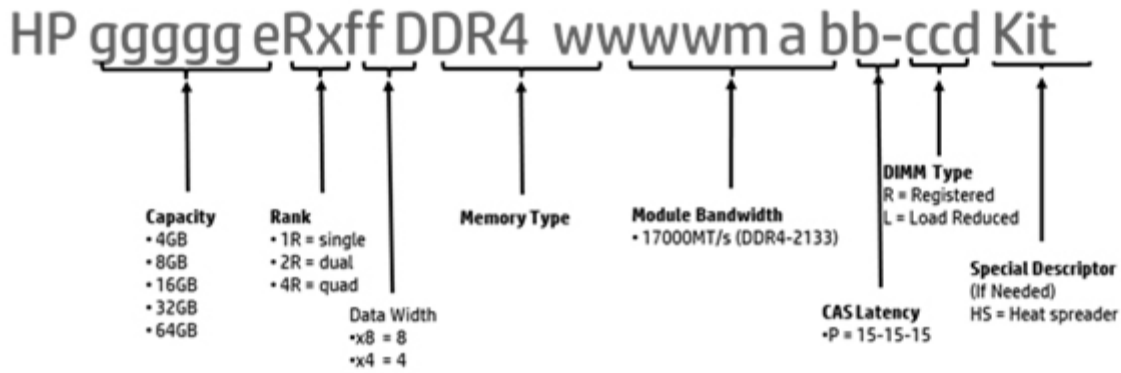 HP ggggg eRxff DDR4 wwwwm a bb-ccd Kit
Capacity
• 4GB
• 8GB
• 16GB
• 32GB
• 64GB
Rank
• 1R = single
• 2R = dual
• 4R = quad
Data Width
•x8 = 8
•x4 = 4
Memory Type
Module Bandwidth
• 17000MT/s (DDR4-2133)
CAS Latency
•P = 15-15-15
DIMM Type
R = Registered
L = Load Reduced
Special Descriptor
(If Needed)
HS = Heat spreader